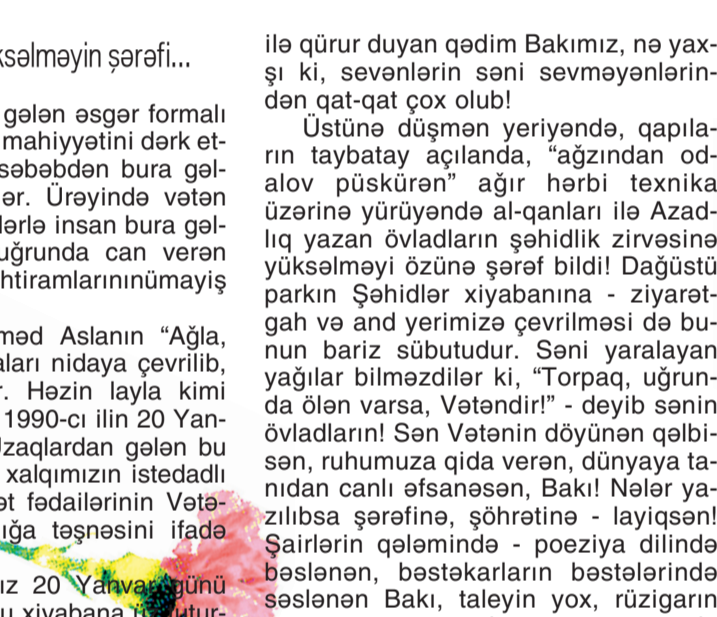 səlməyin şərəfi...
gələn əsgər formalı
mahiyyətini dərk et-
səbəbdən bura gəl-
ər. Ürəyində vətən
lərlə insan bura gəl-
uğrunda can verən
htiramlarınınümayiş
məd Aslanın “Ağla,
aları nidaya çevrilib,
r. Həzin layla kimi
1990-cı ilin 20 Yan-
zaqlardan gələn bu
xalqımızın istedadlı
ət fədailərinin Vətə-
ığa təşnəsini ifadə
ız 20 Yanvar günü
u xiyabana
ilə qürur duyan qədim Bakımız, nə yax-
şı ki, sevənlərin səni sevməyənlərin-
dən qat-qat çox olub!
Üstünə düşmən yeriyəndə, qapıla-
rın taybatay açılanda, “ağzından od-
alov püskürən” ağır hərbi texnika
üzərinə yürüyəndə al-qanları ilə Azad-
lıq yazan övladların şəhidlik zirvəsinə
yüksəlməyi özünə şərəf bildi! Dağüstü
parkın Şəhidlər xiyabanına - ziyarət-
gah və and yerimizə çevrilməsi də bu-
nun bariz sübutudur. Səni yaralayan
yağılar bilməzdilər ki, “Torpaq, uğrun-
da ölən varsa, Vətəndir!” - deyib sənin
övladların! Sən Vətənin döyünən qəlbi-
sən, ruhumuza qida verən, dünyaya ta-
nıdan canlı əfsanəsən, Bakı! Nələr ya-
zılıbsa şərəfinə, şöhrətinə - layiqsən!
Şairlərin qələmində - poeziya dilində
bəslənən, bəstəkarların bəstələrində
səslənən Bakı, taleyin yox, rüzigarın